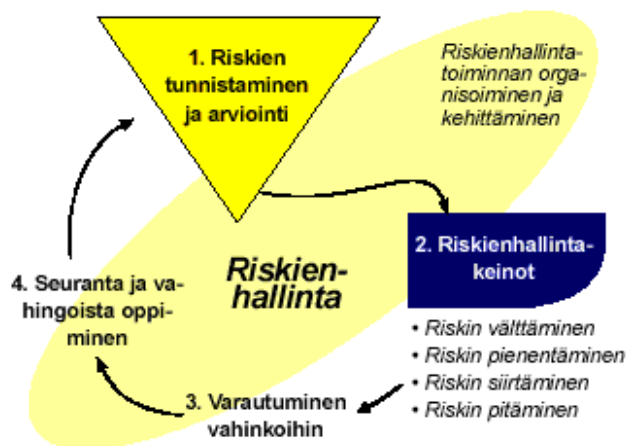 1. Riskien
tunnistaminen
ja arviointi
Riskienhallinta-
toiminnan orga-
nisoiminen ja
kehittäminen
2. Riskienhallinta-
keinot
• Riskin välttäminen
• Riskin pienentäminen
• Riskin siirtäminen
• Riskin pitäminen
Riskien-
hallinta
3. Varautuminen
vahinkoihin
4. Seuranta ja va-
hingoista oppi-
minen